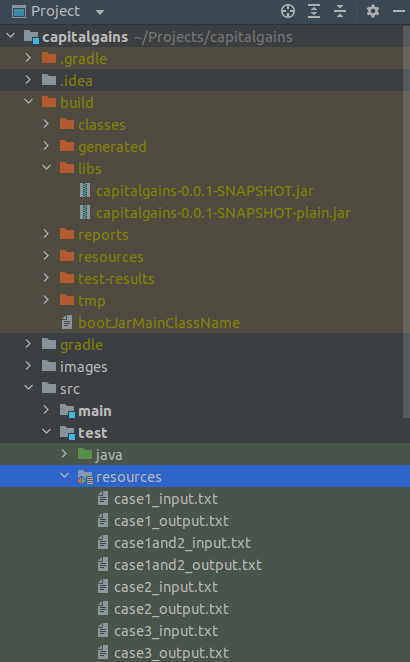 Project
capitalgains ~/Projects/capitalgains
.gradle
.idea
build
classes
generated
libs
capitalgains-0.0.1-SNAPSHOT.jar
capitalgains-0.0.1-SNAPSHOT-plain.jar
reports
resources
test-results
tmp
bootJarMainClassName
gradle
images
src
main
test
java
resources
case1_input.txt
case1_output.txt
case1and2_input.txt
case1and2_output.txt
case2_input.txt
case2_output.txt
case3_input.txt
case3_output.txt